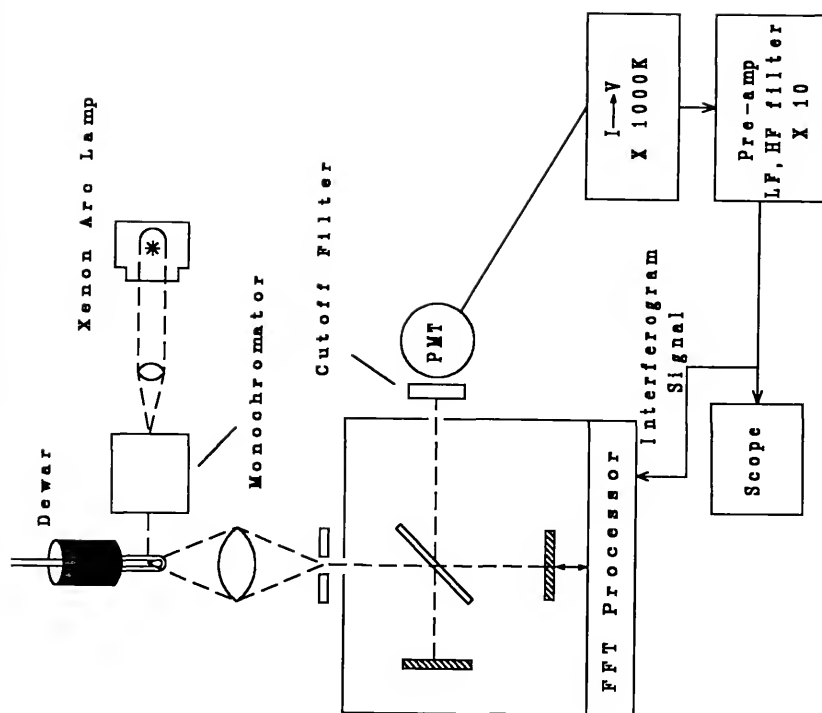 Xenon Arc Lamp
Dewar
Monochromator
Cutoff Filter
PMT
I→V
X 1000K
Pre-amp
LF, HF filter
X 10
Interferogram
Signal
Scope
FFT Processor